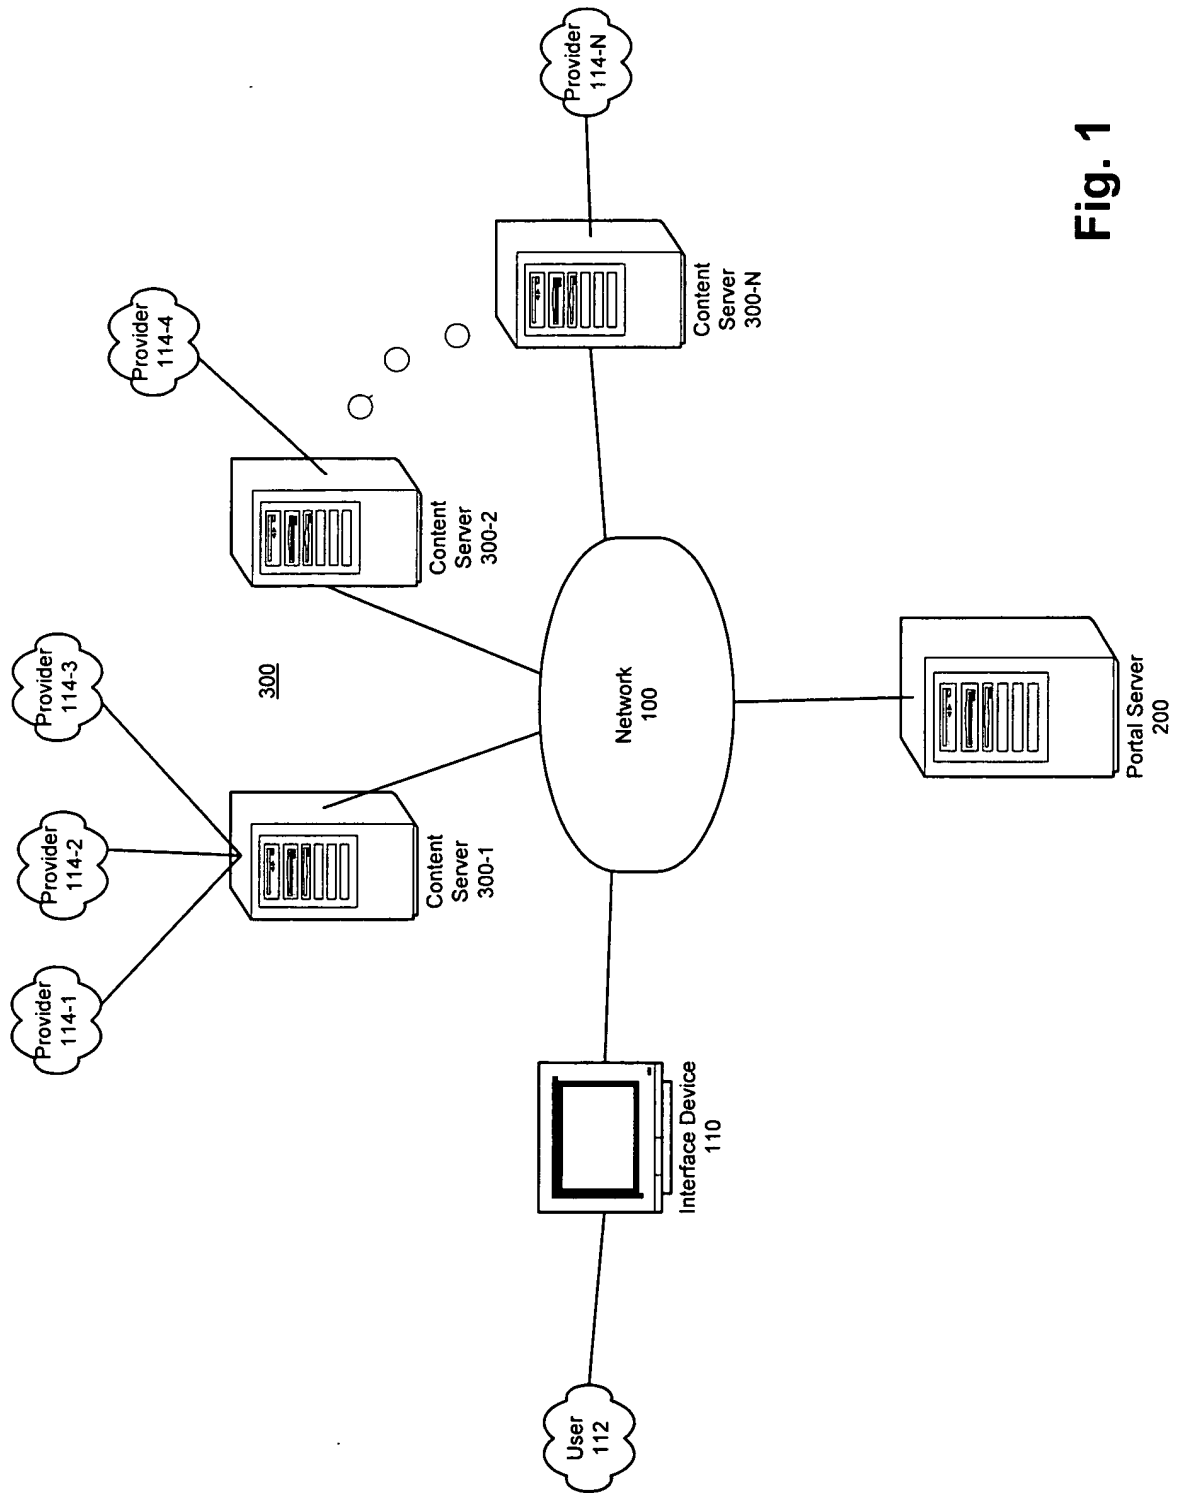 Provider
114-1
Provider
114-2
Provider
114-3
Provider
114-4
300
Content
Server
300-1
Content
Server
300-2
Content
Server
300-N
Provider
114-N
User
112
Interface Device
110
Network
100
Portal Server
200
Fig. 1